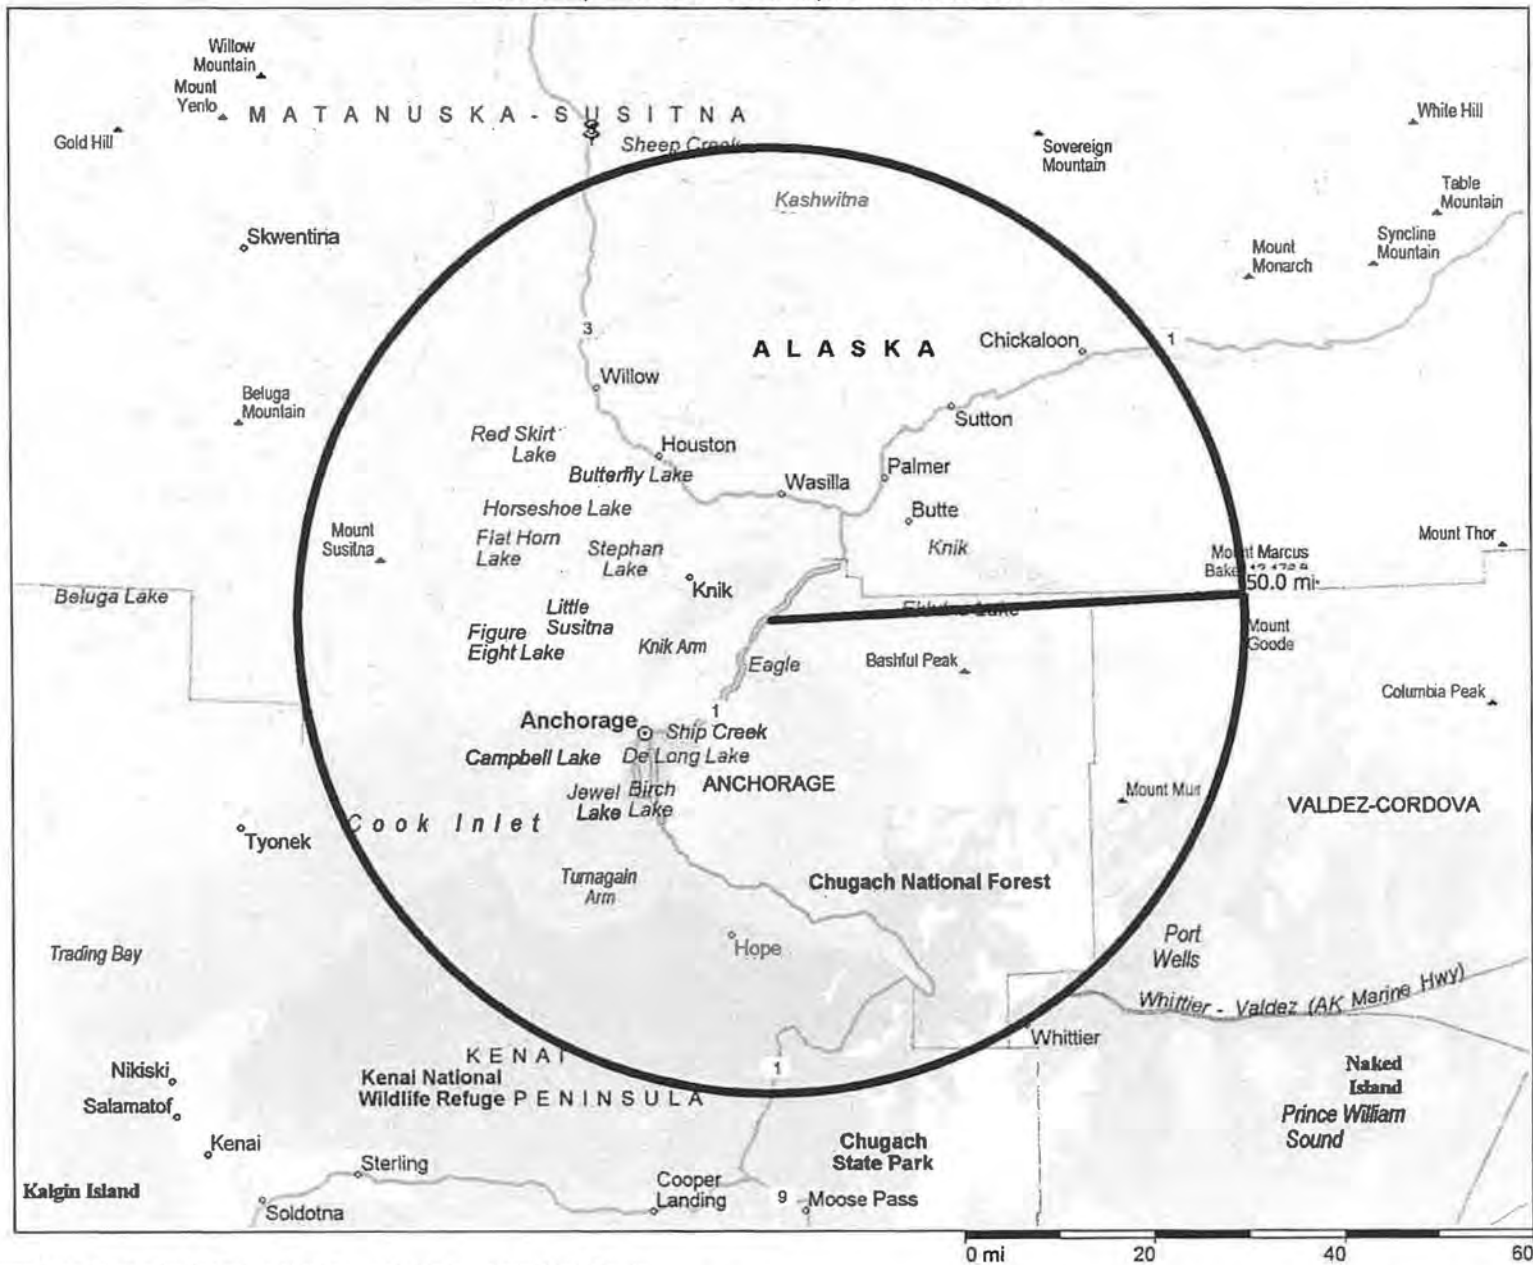 Willow
Mountain
Mount
Yenlo
MATANUSKA-SUSITNA
Gold Hill
Sheep Creek
Sovereign
Mountain
White Hill
Kashwitna
Table
Mountain
Skwentina
Syncline
Mountain
Mount
Monarch
3
ALASKA
Chickaloon
1
Willow
Beluga
Mountain
Sutton
Red Skirt
Lake
Houston
Butterfly Lake
Palmer
Wasilla
Horseshoe Lake
Butte
Mount
Susitna
Flat Horn
Lake
Stephan
Lake
Knik
Mount Thor
Mount Marcus
50.0 mi
Knik
Beluga Lake
Little
Susitna
Figure
Eight Lake
Knik Arm
Eagle
Bashful Peak
Mount
Goode
Columbia Peak
1
Anchorage
Ship Creek
Campbell Lake
De Long Lake
Jewel
Lake
Birch
Lake
ANCHORAGE
Mount Muir
VALDEZ-CORDOVA
Cook Inlet
Tyonek
Turnagain
Arm
Chugach National Forest
Hope
Trading Bay
Port
Wells
Whittier - Valdez (AK Marine Hwy)
Whittier
KENAI
PENINSULA
Kenai National
Wildlife Refuge
1
Nikiski
Salamatof
Naked
Island
Prince William
Sound
Kenai
Chugach
State Park
Sterling
Kalgin Island
Soldotna
Cooper
Landing
9
Moose Pass
0 mi 20 40 60